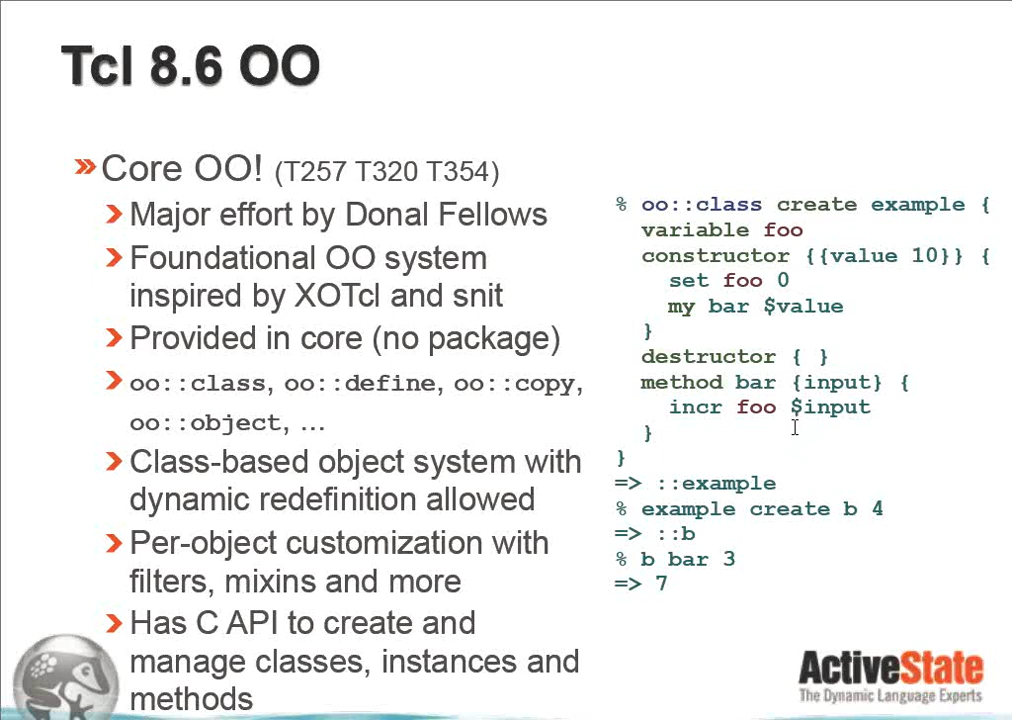 Tcl 8.6 OO
Core OO! (T257 T320 T354)
Major effort by Donal Fellows
Foundational OO system
inspired by XOTcl and snit
Provided in core (no package)
oo::class, oo::define, oo::copy,
oo::object, ...
Class-based object system with
dynamic redefinition allowed
Per-object customization with
filters, mixins and more
Has C API to create and
manage classes, instances and
methods
% oo::class create example {
variable foo
constructor {{value 10}} {
set foo 0
my bar $value
}
destructor { }
method bar {input} {
incr foo $input
}
}
=> ::example
% example create b 4
=> ::b
% b bar 3
=> 7
ActiveState
The Dynamic Language Experts